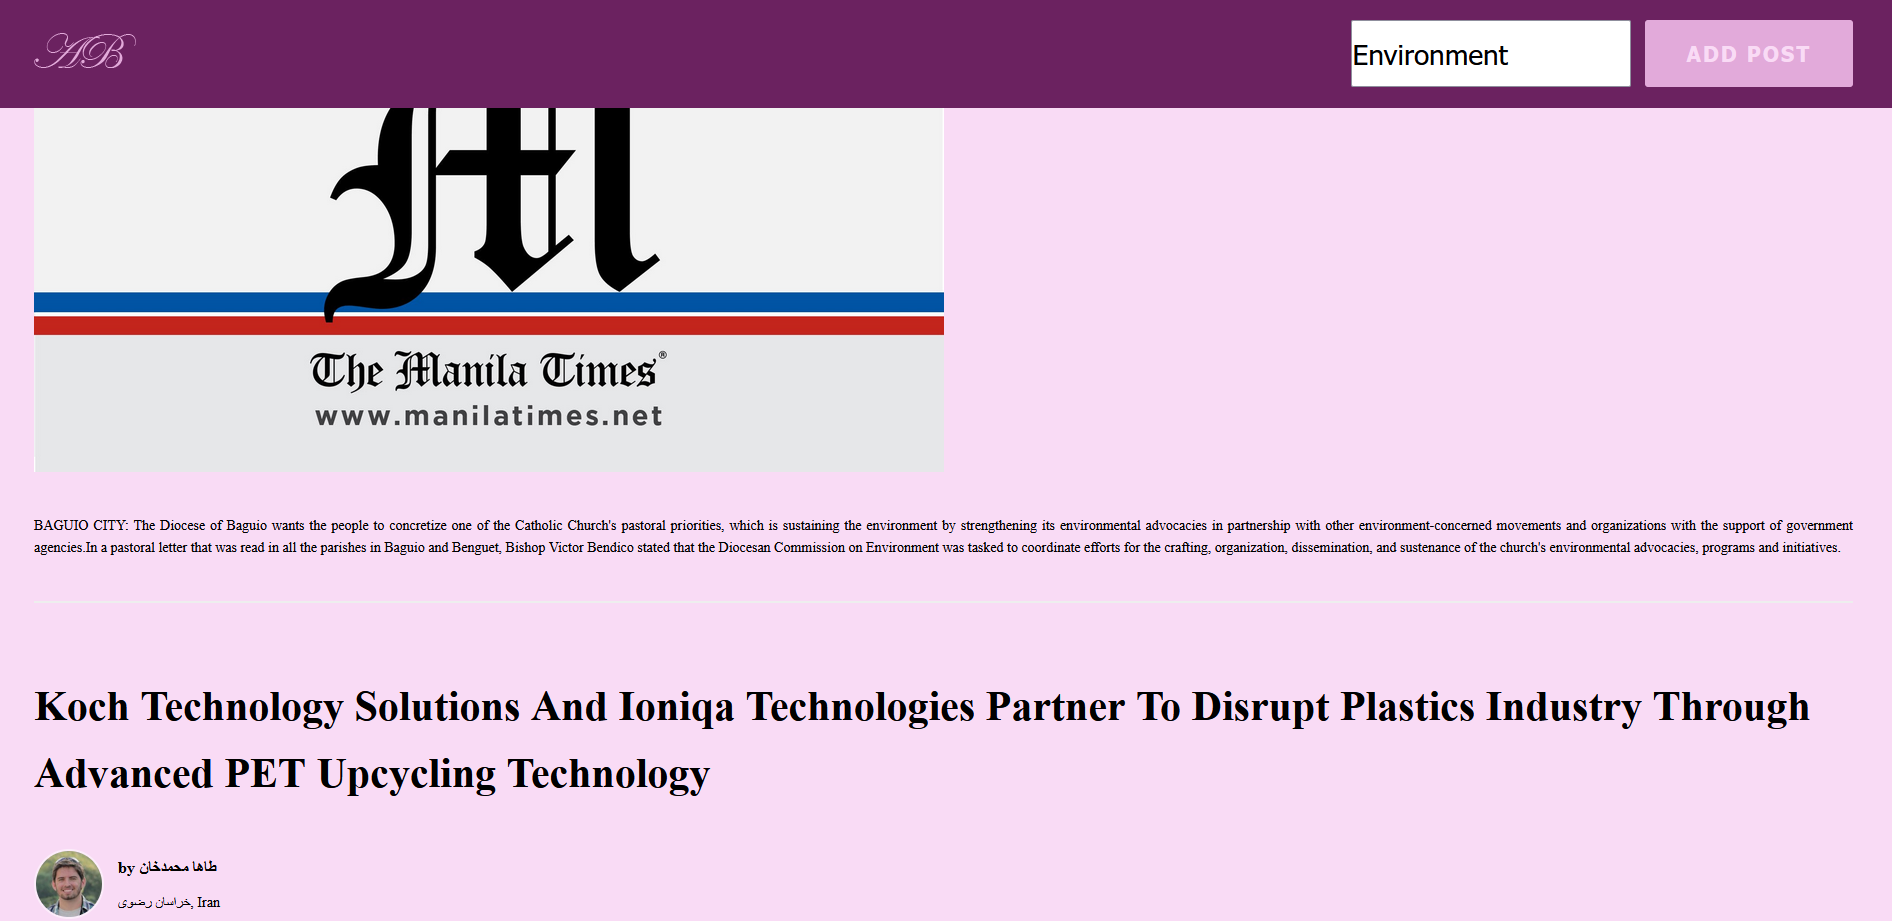 AB
Environment
ADD POST
The Manila Times®
www.manilatimes.net
BAGUIO CITY: The Diocese of Baguio wants the people to concretize one of the Catholic Church's pastoral priorities, which is sustaining the environment by strengthening its environmental advocacies in partnership with other environment-concerned movements and organizations with the support of government
agencies.In a pastoral letter that was read in all the parishes in Baguio and Benguet, Bishop Victor Bendico stated that the Diocesan Commission on Environment was tasked to coordinate efforts for the crafting, organization, dissemination, and sustenance of the church's environmental advocacies, programs and initiatives.
Koch Technology Solutions And Ioniqa Technologies Partner To Disrupt Plastics Industry Through
Advanced PET Upcycling Technology
by طاها محمدخان
خراسان رضوی, Iran